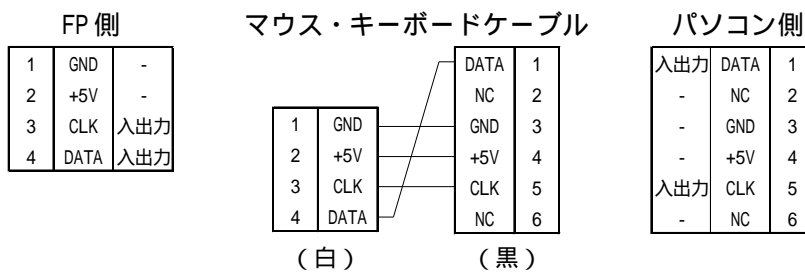 FP 側
マウス・キーボードケーブル
パソコン側
1 GND -
2 +5V -
3 CLK 入出力
4 DATA 入出力
1 GND
2 +5V
3 CLK
4 DATA
(白)
DATA 1
NC 2
GND 3
+5V 4
CLK 5
NC 6
(黒)
入出力 DATA 1
- NC 2
- GND 3
- +5V 4
入出力 CLK 5
- NC 6